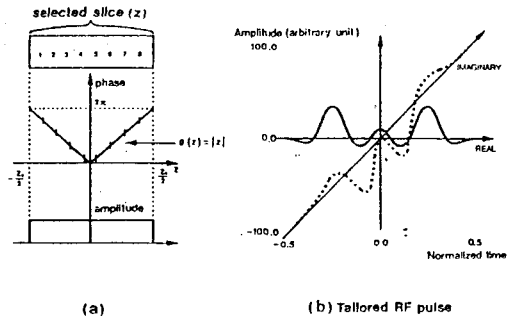 selected slice (z)
1 2 3 4 5 6 7 8
phase
ø(z)=|z|
z
amplitude
(a)
Amplitude (arbitrary unit)
100.0
IMAGINARY
0.0
REAL
-100.0
-0.5 0.0 0.5
Normalized time
(b) Tailored RF pulse